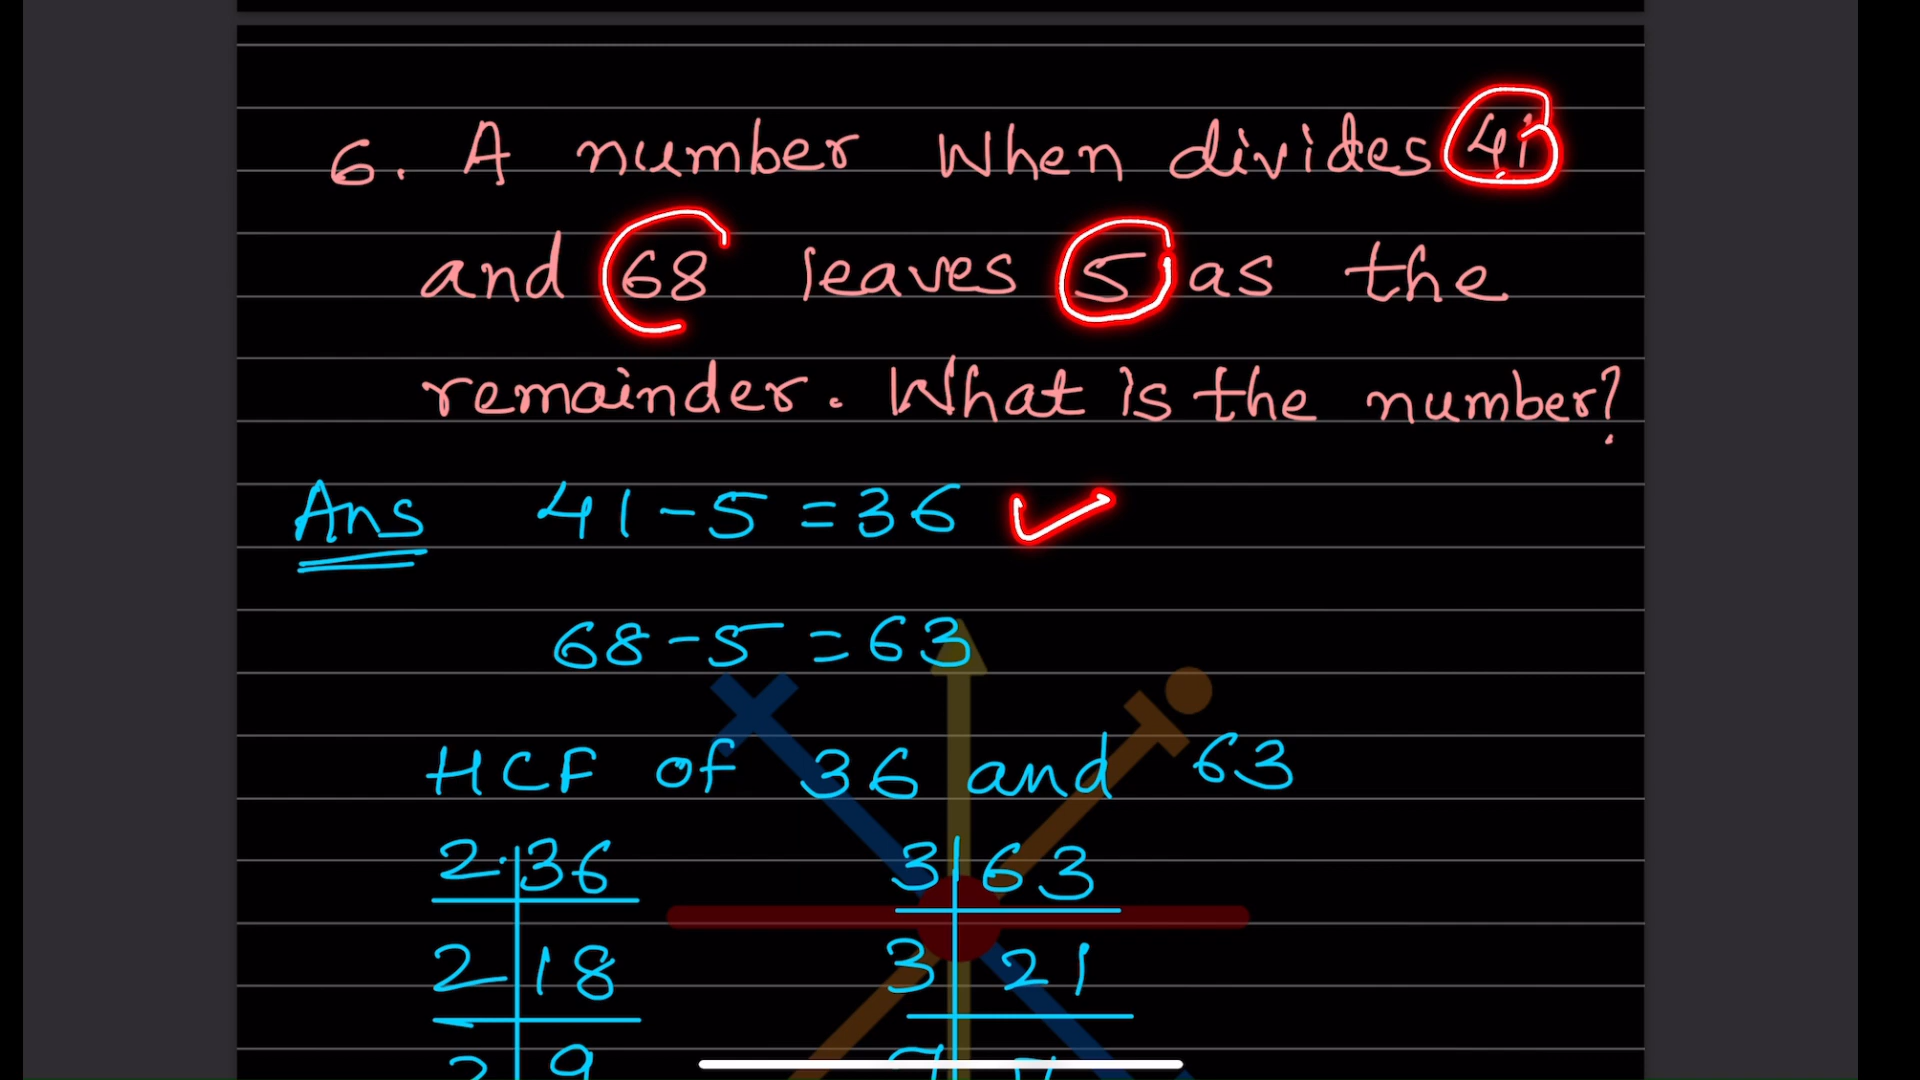 6. A number when divides 41
and 68 leaves 5 as the
remainder. What is the number?
Ans 41-5=36
68-5=63
HCF of 36 and 63
2 36 3 63
2 18 3 21
9